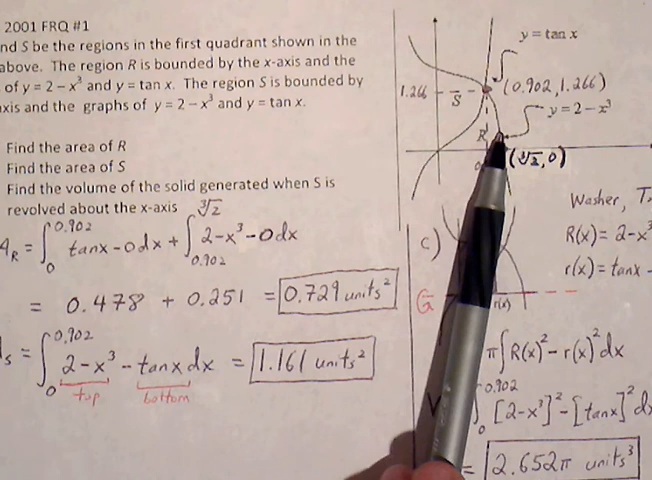 2001 FRQ #1
nd S be the regions in the first quadrant shown in the
above. The region R is bounded by the x-axis and the
of y = 2 – x³ and y = tan x. The region S is bounded by
xis and the graphs of y = 2 – x³ and y = tan x.
Find the area of R
Find the area of S
Find the volume of the solid generated when S is
revolved about the x-axis
A_R = ∫₀^0.902 tanx - 0 dx + ∫_0.902^∛2 2-x³-0dx
= 0.478 + 0.251 = 0.729 units²
A_S = ∫₀^0.902 2-x³ - tanx dx = 1.161 units²
top bottom
y = tan x
1.266 S (0.902, 1.266)
y = 2 – x³
R
(∛2, 0)
Washer,
c) R(x) = 2-x³
r(x) = tanx -
r(x)
π∫R(x)² - r(x)² dx
∫₀^0.902 [2-x³]² - [tanx]² dx
= 2.652π units³